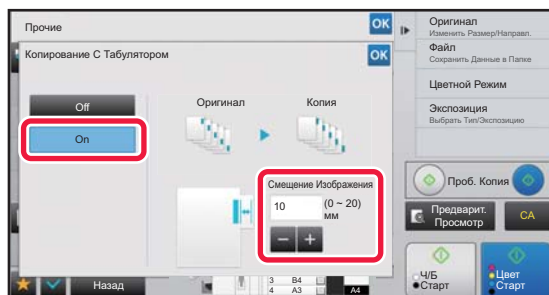 Прочие
OK
Копирование С Табулятором
OK
Off
On
Оригинал
Копия
Смещение Изображения
10
(0 ~ 20)
мм
Назад
3 B4
4 A3
A4
Оригинал
Изменить Размер/Направл.
Файл
Сохранить Данные в Папке
Цветной Режим
Экспозиция
Выбрать Тип/Экспозицию
Проб. Копия
Предварит.
Просмотр
CA
Ч/Б
Старт
Цвет
Старт